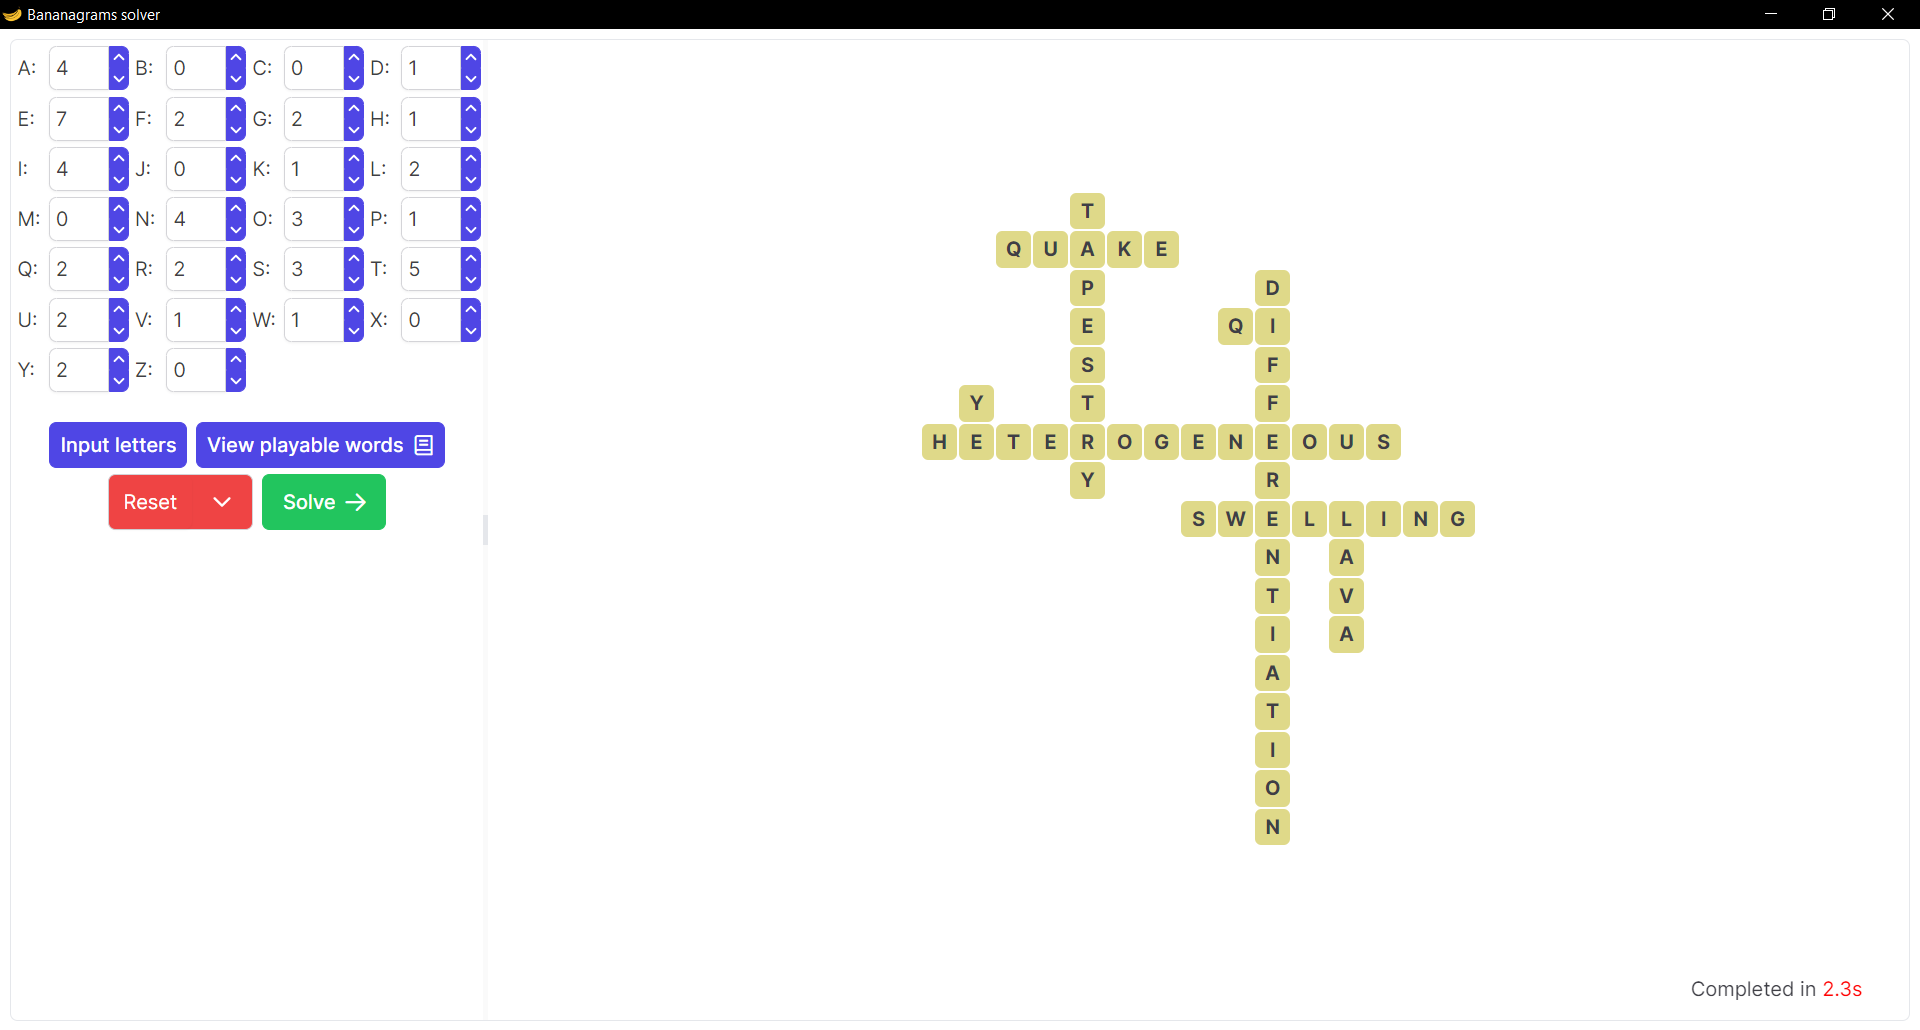 Bananagrams solver
A: 4 B: 0 C: 0 D: 1
E: 7 F: 2 G: 2 H: 1
I: 4 J: 0 K: 1 L: 2
M: 0 N: 4 O: 3 P: 1
Q: 2 R: 2 S: 3 T: 5
U: 2 V: 1 W: 1 X: 0
Y: 2 Z: 0
Input letters View playable words
Reset Solve
T
Q U A K E
P D
E Q I
S F
Y T F
H E T E R O G E N E O U S
Y R
S W E L L I N G
N A
T V
I A
A
T
I
O
N
Completed in 2.3s